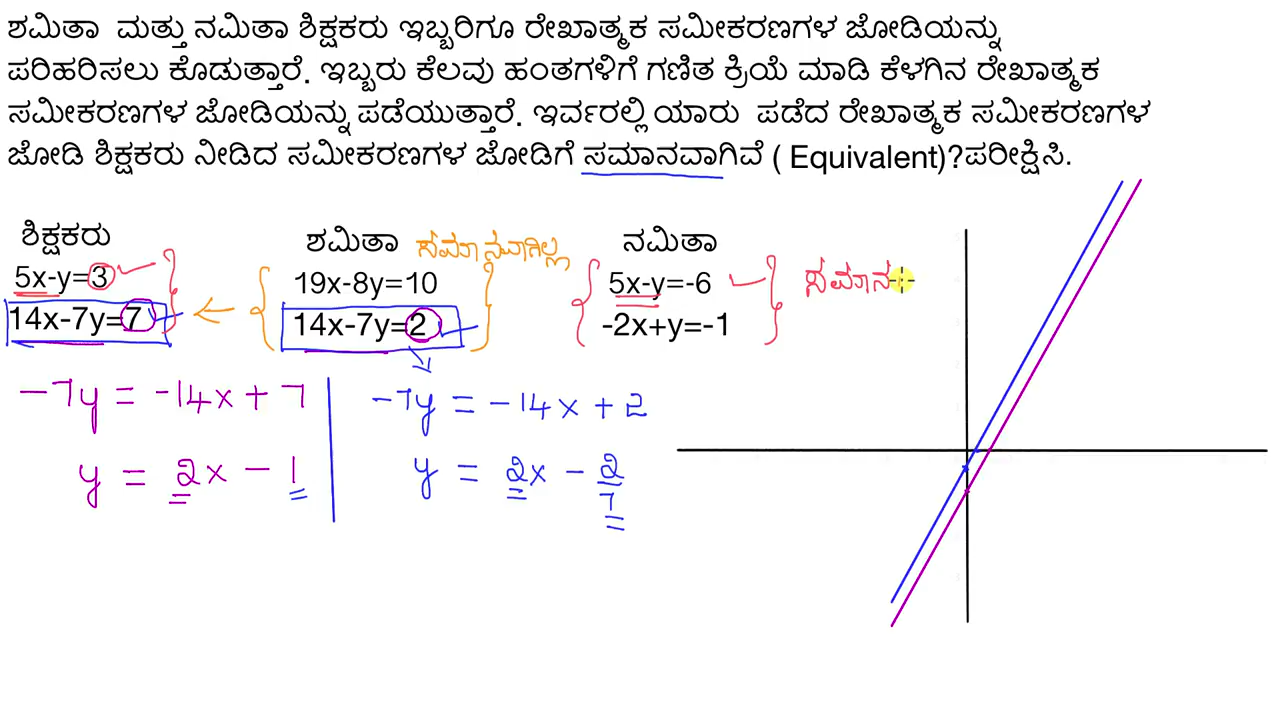 ಶಮಿತಾ ಮತ್ತು ನಮಿತಾ ಶಿಕ್ಷಕರು ಇಬ್ಬರಿಗೂ ರೇಖಾತ್ಮಕ ಸಮೀಕರಣಗಳ ಜೋಡಿಯನ್ನು
ಪರಿಹರಿಸಲು ಕೊಡುತ್ತಾರೆ. ಇಬ್ಬರು ಕೆಲವು ಹಂತಗಳಿಗೆ ಗಣಿತ ಕ್ರಿಯೆ ಮಾಡಿ ಕೆಳಗಿನ ರೇಖಾತ್ಮಕ
ಸಮೀಕರಣಗಳ ಜೋಡಿಯನ್ನು ಪಡೆಯುತ್ತಾರೆ. ಇರ್ವರಲ್ಲಿ ಯಾರು ಪಡೆದ ರೇಖಾತ್ಮಕ ಸಮೀಕರಣಗಳ
ಜೋಡಿ ಶಿಕ್ಷಕರು ನೀಡಿದ ಸಮೀಕರಣಗಳ ಜೋಡಿಗೆ ಸಮಾನವಾಗಿವೆ ( Equivalent)?ಪರೀಕ್ಷಿಸಿ.
ಶಿಕ್ಷಕರು ಶಮಿತಾ ಸಮಾನವಾಗಿಲ್ಲ ನಮಿತಾ
5x-y=3 19x-8y=10 5x-y=-6 ಸಮಾನ
14x-7y=7 14x-7y=2 -2x+y=-1
-7y = -14x + 7 -7y = -14x + 2
y = 2x - 1 y = 2x - 2/7